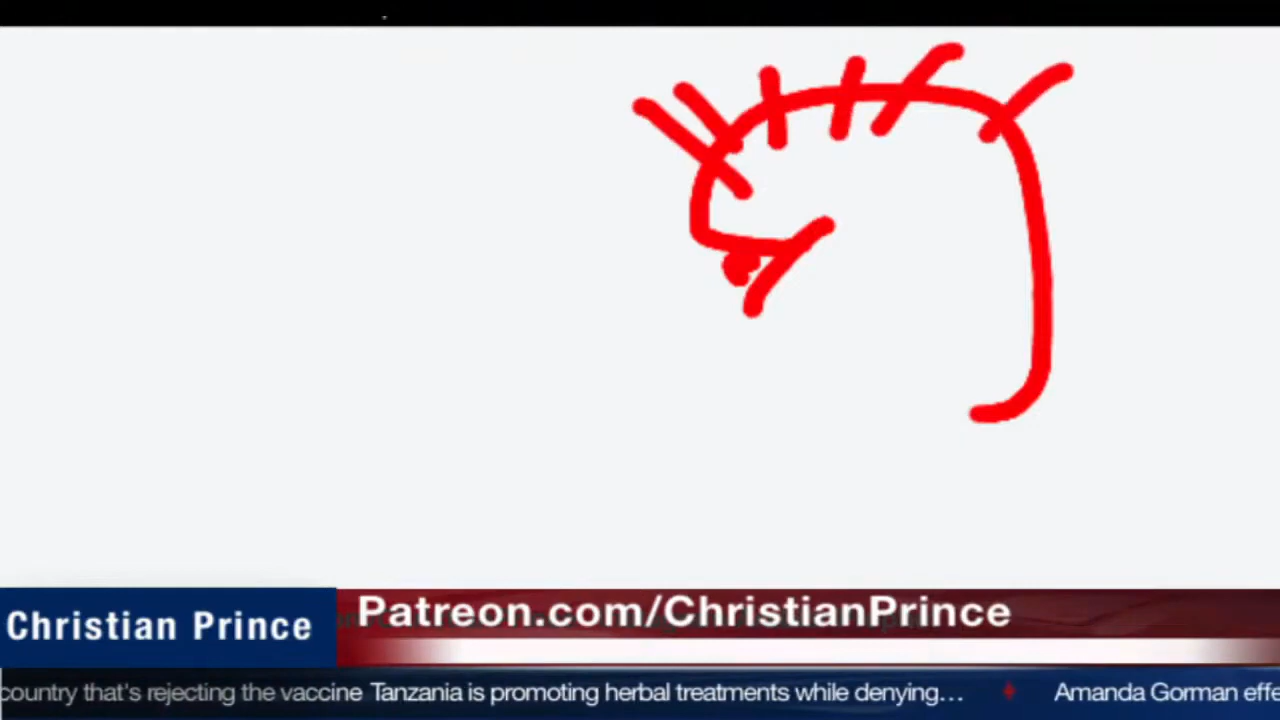 Patreon.com/ChristianPrince
Christian Prince
country that's rejecting the vaccine Tanzania is promoting herbal treatments while denying… Amanda Gorman effe